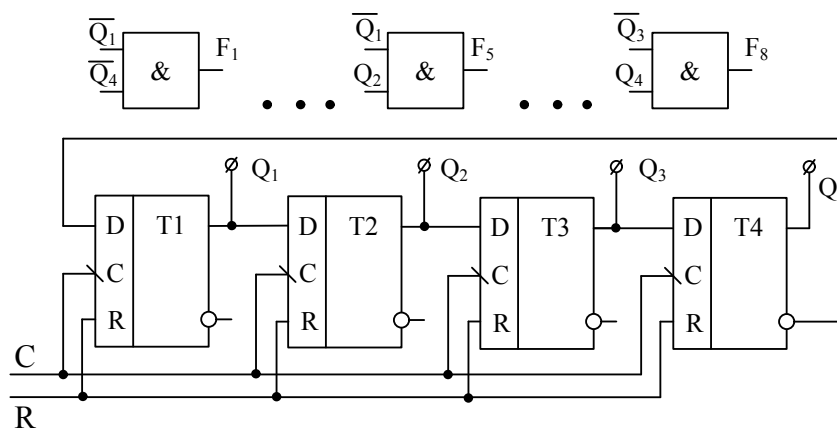 Q̅₁ F₁ Q̅₁ F₅ Q̅₃ F₈
& & &
Q̅₄ Q₂ Q₄
Q₁ Q₂ Q₃ Q
D T1 D T2 D T3 D T4
C C C C
R R R R
C
R